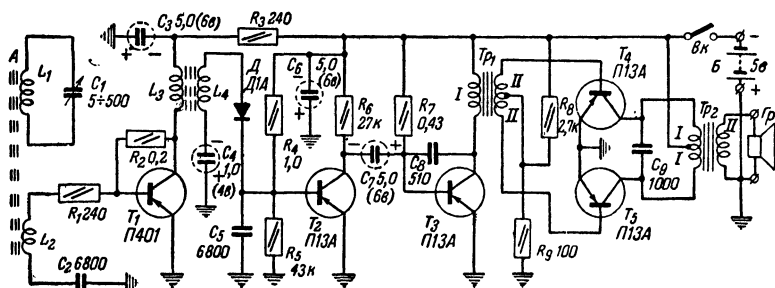 C₃ 5,0 (6в)
R₃ 240
Вк
Б
5в
A
L₁
C₁
5÷500
L₃
L₄
Д
Д1А
C₆
5,0
(6в)
R₆
27к
R₇
0,43
Тр₁
I
II
II
R₈
2,7к
T₄
П13А
Тр₂
I
I
II
Гр
R₂ 0,2
C₄
1,0
(4в)
R₄
1,0
C₇ 5,0
(6в)
C₈
510
C₉
1000
R₁ 240
T₁
П401
L₂
C₂ 6800
C₅
6800
R₅
43к
T₂
П13А
T₃
П13А
R₉ 100
T₅
П13А